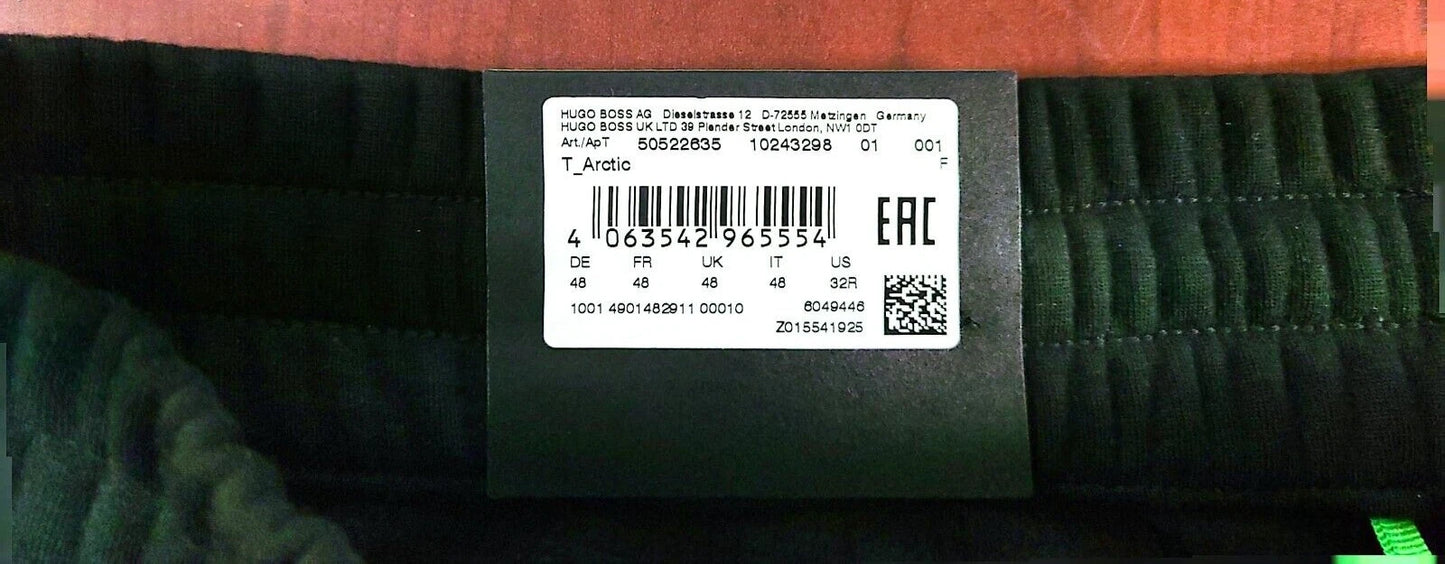 HUGO BOSS AG Dieselstrasse 12 D-72555 Metzingen Germany
HUGO BOSS UK LTD 39 Plender Street London, NW1 0DT
Art./ApT 50522635 10243298 01 001
T_Arctic F
4 063542 965554
EAC
DE FR UK IT US
48 48 48 48 32R
1001 4901482911 00010 6049446
Z015541925